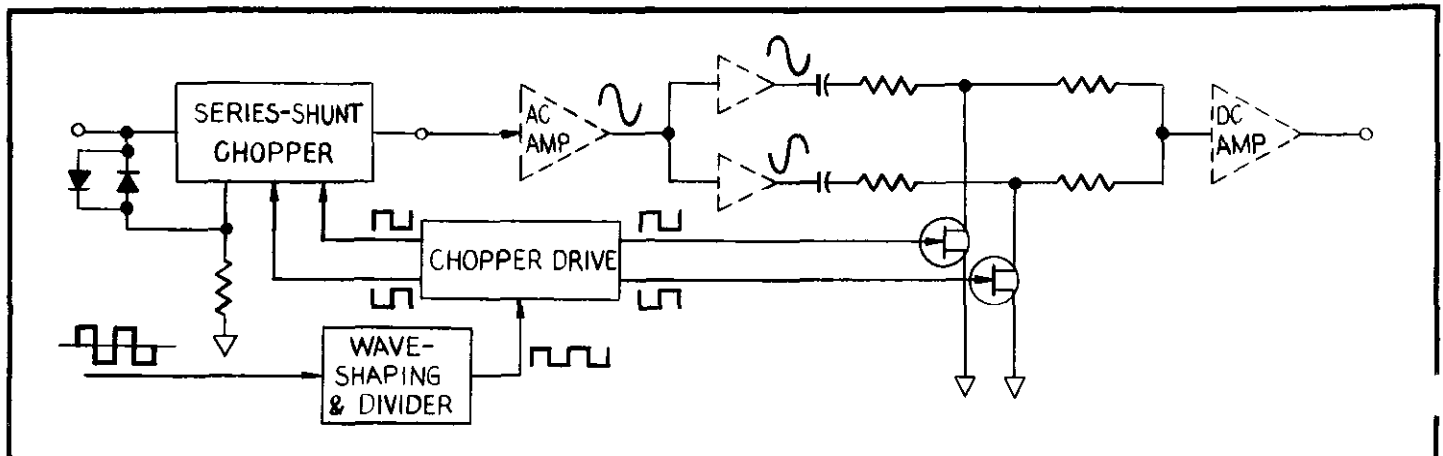 SERIES-SHUNT
CHOPPER
AC
AMP
DC
AMP
CHOPPER DRIVE
WAVE-
SHAPING
& DIVIDER